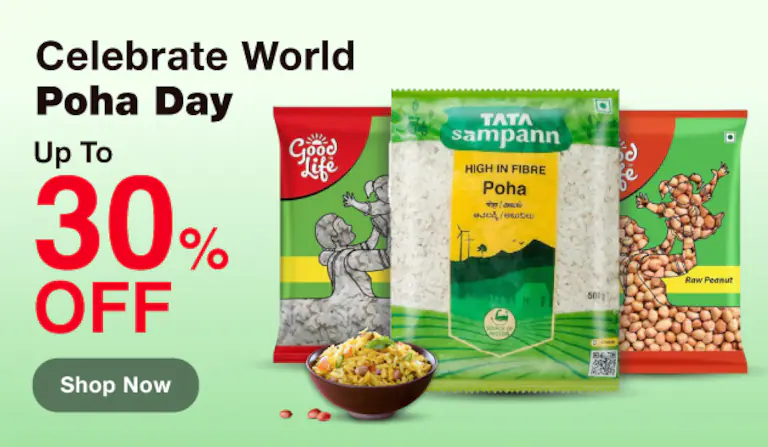 Celebrate World
Poha Day
Up To
30%
OFF
Shop Now
Good
Life
TATA
sampann
HIGH IN FIBRE
Poha
Good
Life
Raw Peanut